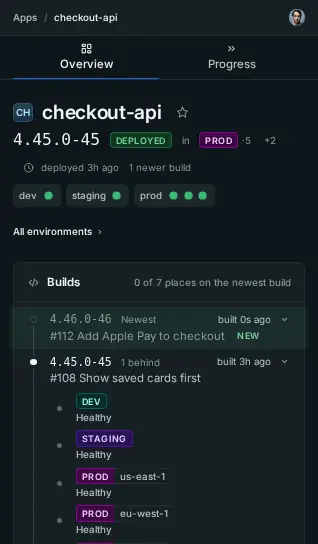 Apps / checkout-api
Overview
Progress
CH checkout-api
4.45.0-45 DEPLOYED in PROD ·5 +2
deployed 3h ago 1 newer build
dev staging prod
All environments ›
Builds 0 of 7 places on the newest build
4.46.0-46 Newest built 0s ago
#112 Add Apple Pay to checkout NEW
4.45.0-45 1 behind built 3h ago
#108 Show saved cards first
DEV
Healthy
STAGING
Healthy
PROD us-east-1
Healthy
PROD eu-west-1
Healthy